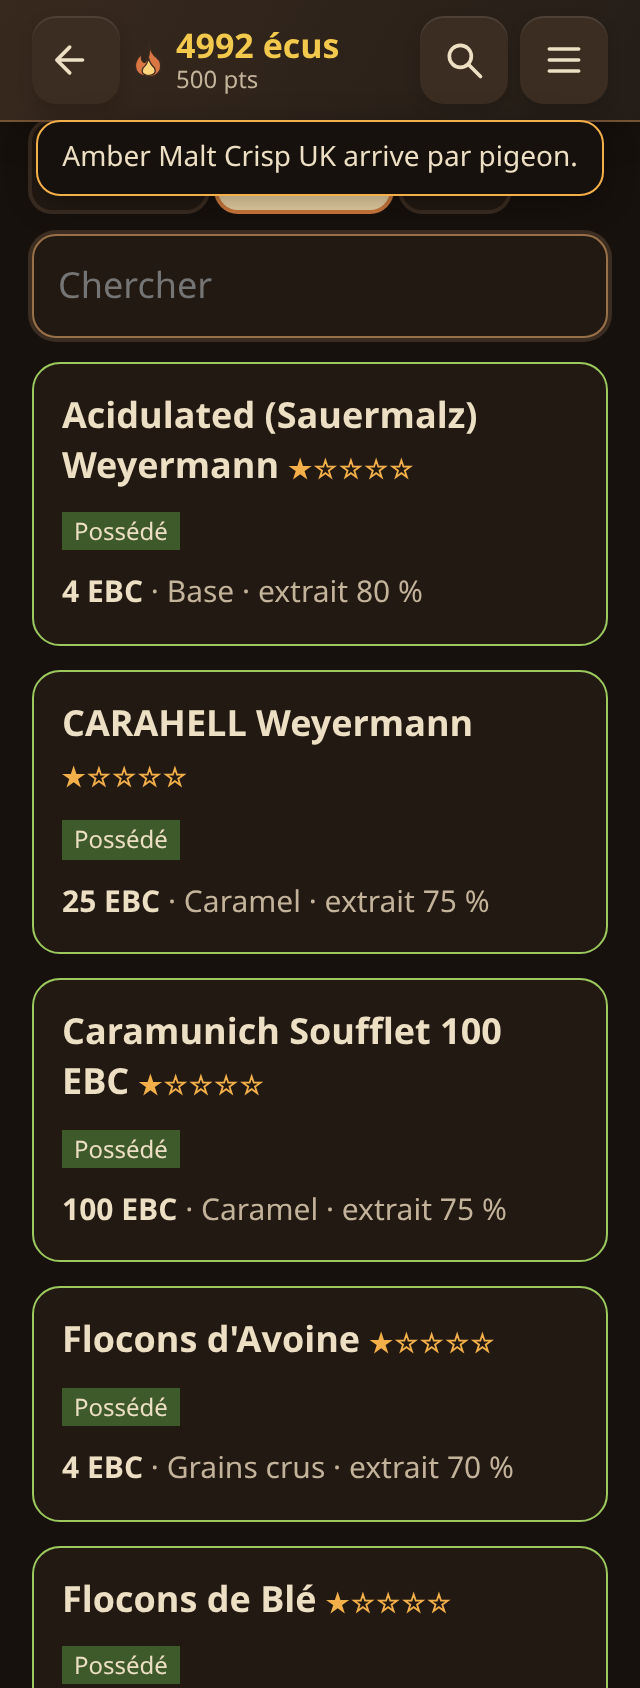 4992 écus
500 pts
Amber Malt Crisp UK arrive par pigeon.
Chercher
Acidulated (Sauermalz)
Weyermann ★☆☆☆☆
Possédé
4 EBC · Base · extrait 80 %
CARAHELL Weyermann
★☆☆☆☆
Possédé
25 EBC · Caramel · extrait 75 %
Caramunich Soufflet 100
EBC ★☆☆☆☆
Possédé
100 EBC · Caramel · extrait 75 %
Flocons d'Avoine ★☆☆☆☆
Possédé
4 EBC · Grains crus · extrait 70 %
Flocons de Blé ★☆☆☆☆
Possédé